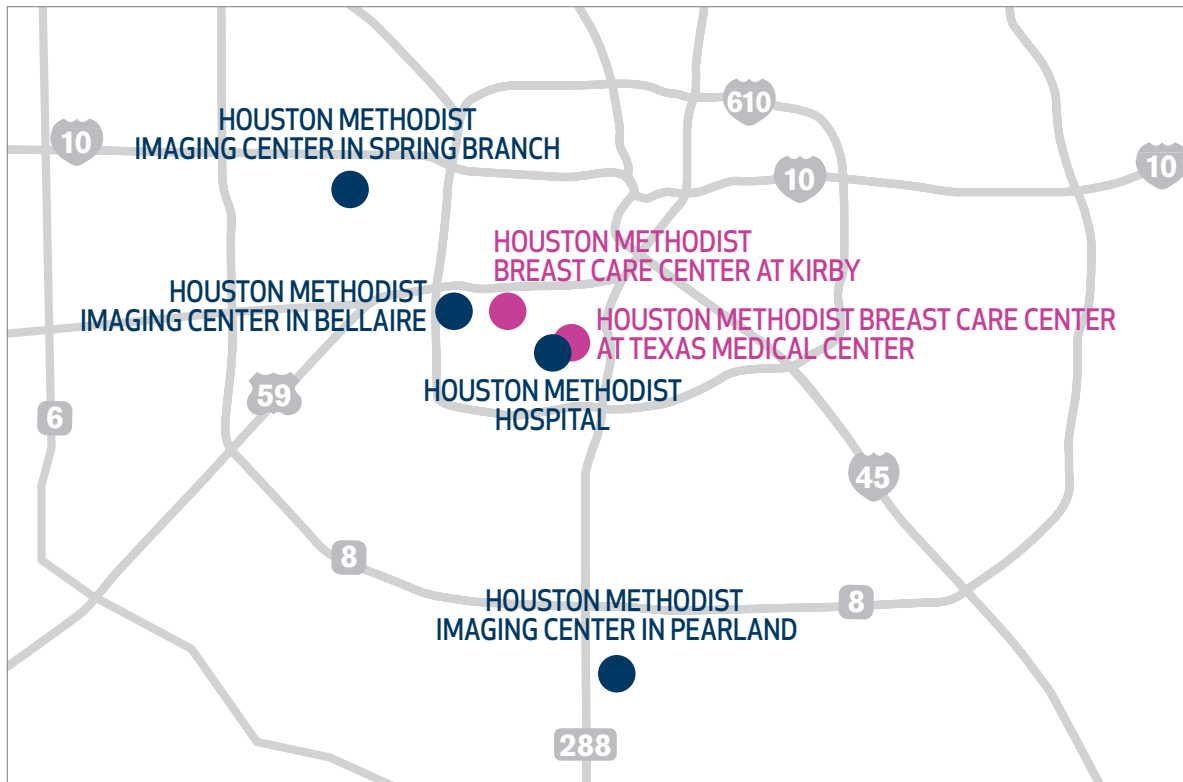 610
HOUSTON METHODIST
IMAGING CENTER IN SPRING BRANCH
10
10
10
HOUSTON METHODIST
BREAST CARE CENTER AT KIRBY
HOUSTON METHODIST
IMAGING CENTER IN BELLAIRE
HOUSTON METHODIST BREAST CARE CENTER
AT TEXAS MEDICAL CENTER
HOUSTON METHODIST
HOSPITAL
59
6
45
8
8
HOUSTON METHODIST
IMAGING CENTER IN PEARLAND
288